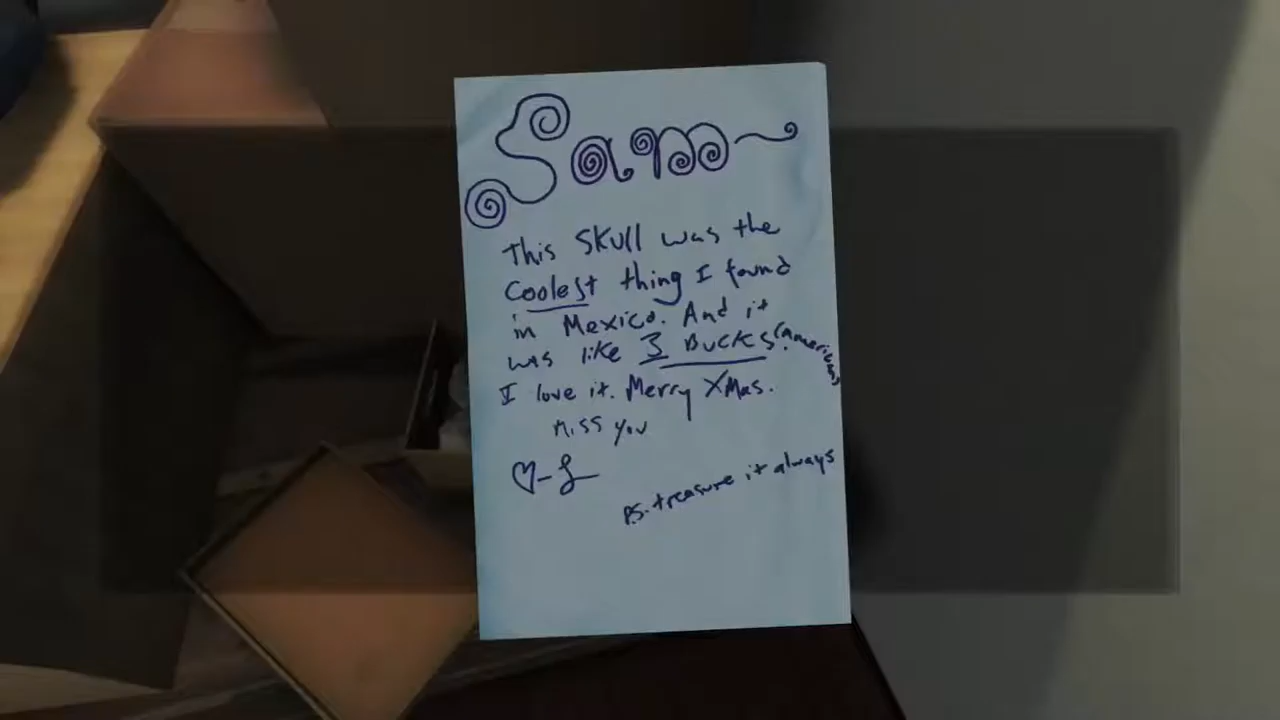 Sam
This SKUll was the
Coolest thing I found
in Mexico. And it
was like 3 BUCKS! (american)
I love it. Merry XMas.
Miss you
♡-L
P.S. treasure it always